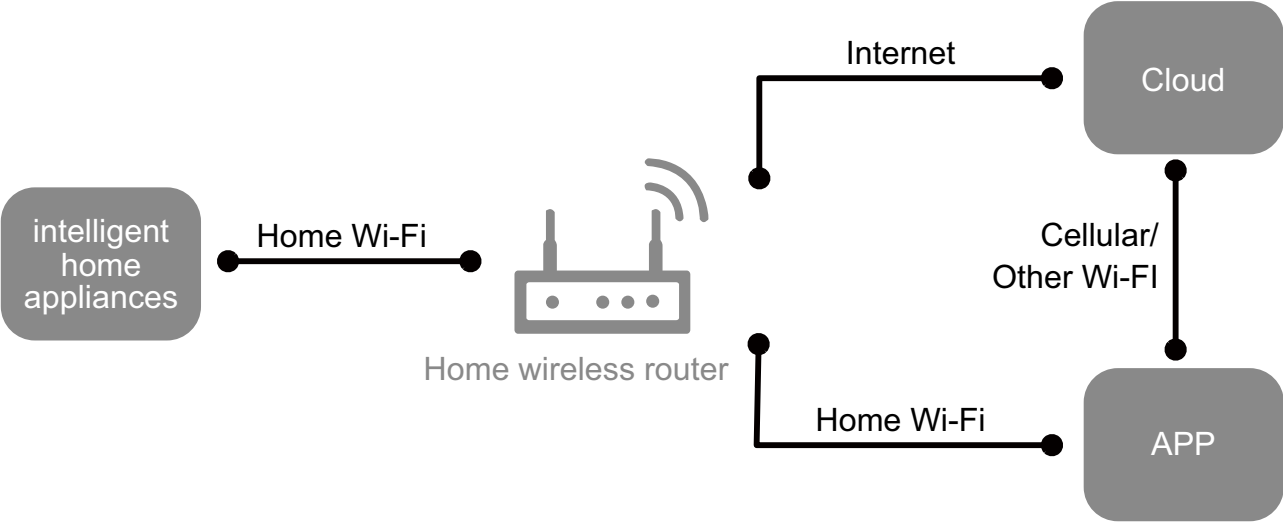 Internet
Cloud
intelligent
home
appliances
Home Wi-Fi
Cellular/
Other Wi-FI
Home wireless router
Home Wi-Fi
APP